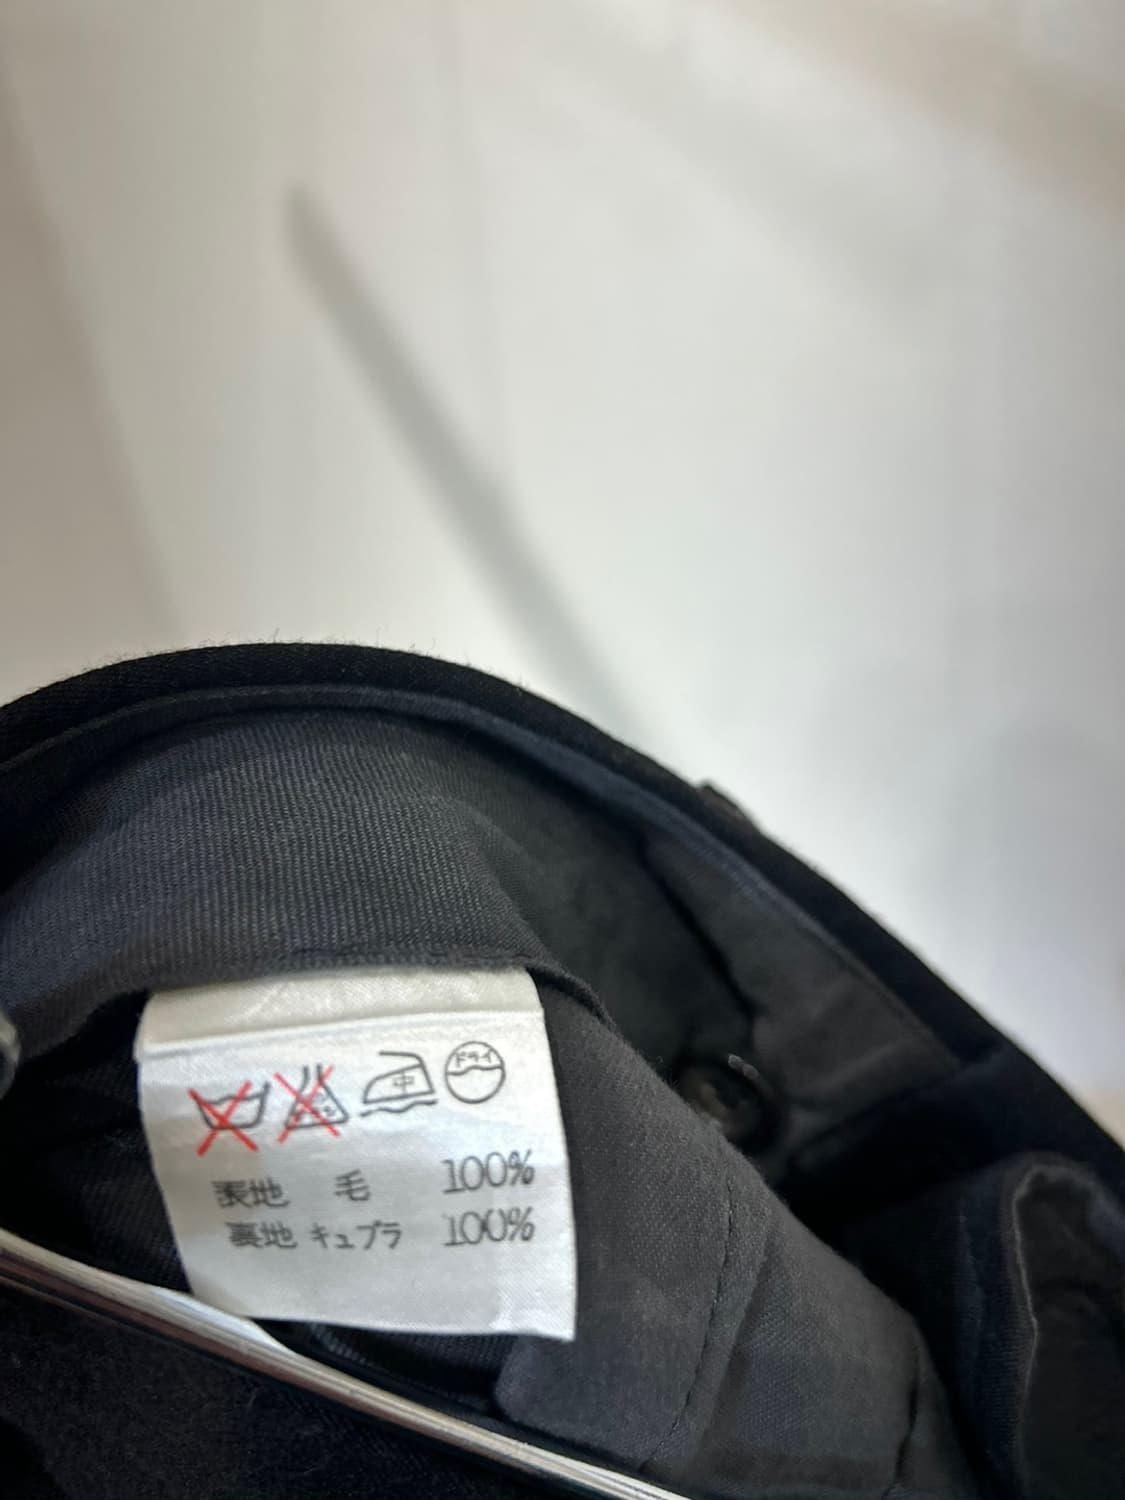 中 ドライ
表地 毛 100%
裏地 キュプラ 100%